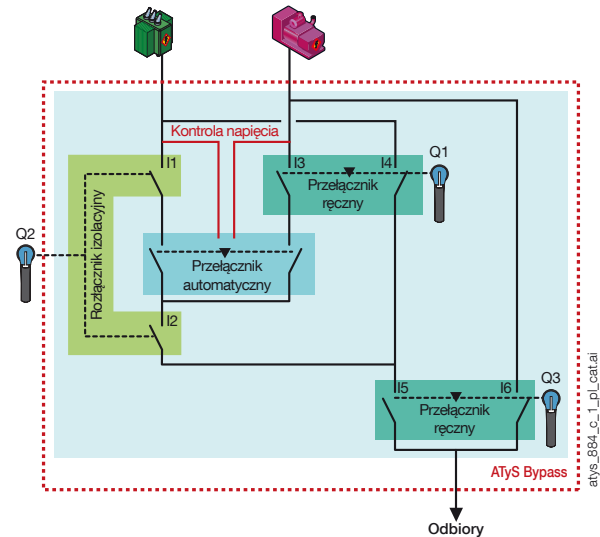 Kontrola napięcia
I1
I3
I4
Q1
Przełącznik
ręczny
Rozłącznik izolacyjny
Q2
Przełącznik
automatyczny
I2
I5
I6
Q3
Przełącznik
ręczny
ATyS Bypass
Odbiory
atys_884_c_1_pl_cat.ai